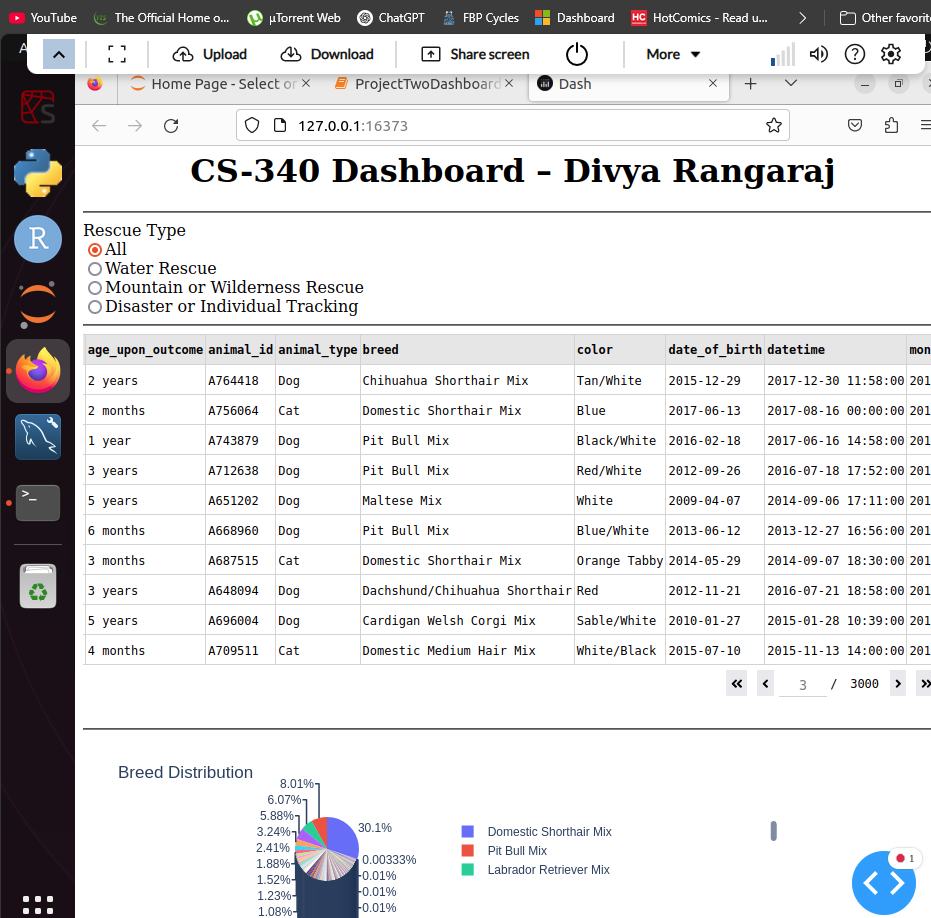 YouTube The Official Home o... µTorrent Web ChatGPT FBP Cycles Dashboard HC HotComics - Read u... Other favorit
Upload Download Share screen More
Home Page - Select or ProjectTwoDashboard Dash
127.0.0.1:16373
CS-340 Dashboard – Divya Rangaraj
Rescue Type
All
Water Rescue
Mountain or Wilderness Rescue
Disaster or Individual Tracking
age_upon_outcome animal_id animal_type breed color date_of_birth datetime mon
2 years A764418 Dog Chihuahua Shorthair Mix Tan/White 2015-12-29 2017-12-30 11:58:00 201
2 months A756064 Cat Domestic Shorthair Mix Blue 2017-06-13 2017-08-16 00:00:00 201
1 year A743879 Dog Pit Bull Mix Black/White 2016-02-18 2017-06-16 14:58:00 201
3 years A712638 Dog Pit Bull Mix Red/White 2012-09-26 2016-07-18 17:52:00 201
5 years A651202 Dog Maltese Mix White 2009-04-07 2014-09-06 17:11:00 201
6 months A668960 Dog Pit Bull Mix Blue/White 2013-06-12 2013-12-27 16:56:00 201
3 months A687515 Cat Domestic Shorthair Mix Orange Tabby 2014-05-29 2014-09-07 18:30:00 201
3 years A648094 Dog Dachshund/Chihuahua Shorthair Red 2012-11-21 2016-07-21 18:58:00 201
5 years A696004 Dog Cardigan Welsh Corgi Mix Sable/White 2010-01-27 2015-01-28 10:39:00 201
4 months A709511 Cat Domestic Medium Hair Mix White/Black 2015-07-10 2015-11-13 14:00:00 201
3 / 3000
Breed Distribution
8.01%
6.07%
5.88%
3.24%
2.41%
1.88%
1.52%
1.23%
1.08%
30.1%
0.00333%
0.01%
0.01%
0.01%
Domestic Shorthair Mix
Pit Bull Mix
Labrador Retriever Mix
1
R
>_